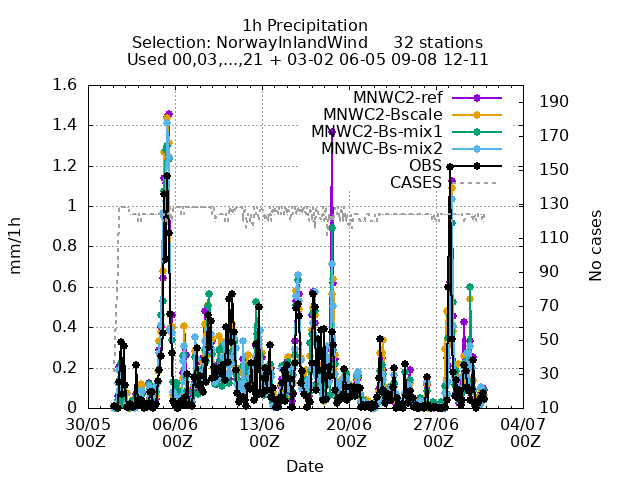 1h Precipitation
Selection: NorwayInlandWind     32 stations
Used 00,03,...,21 + 03-02 06-05 09-08 12-11
MNWC2-ref
MNWC2-Bscale
MNWC2-Bs-mix1
MNWC-Bs-mix2
OBS
CASES
mm/1h
1.6
1.4
1.2
1
0.8
0.6
0.4
0.2
0
No cases
190
170
150
130
110
90
70
50
30
10
30/05 06/06 13/06 20/06 27/06 04/07
00Z 00Z 00Z 00Z 00Z 00Z
Date